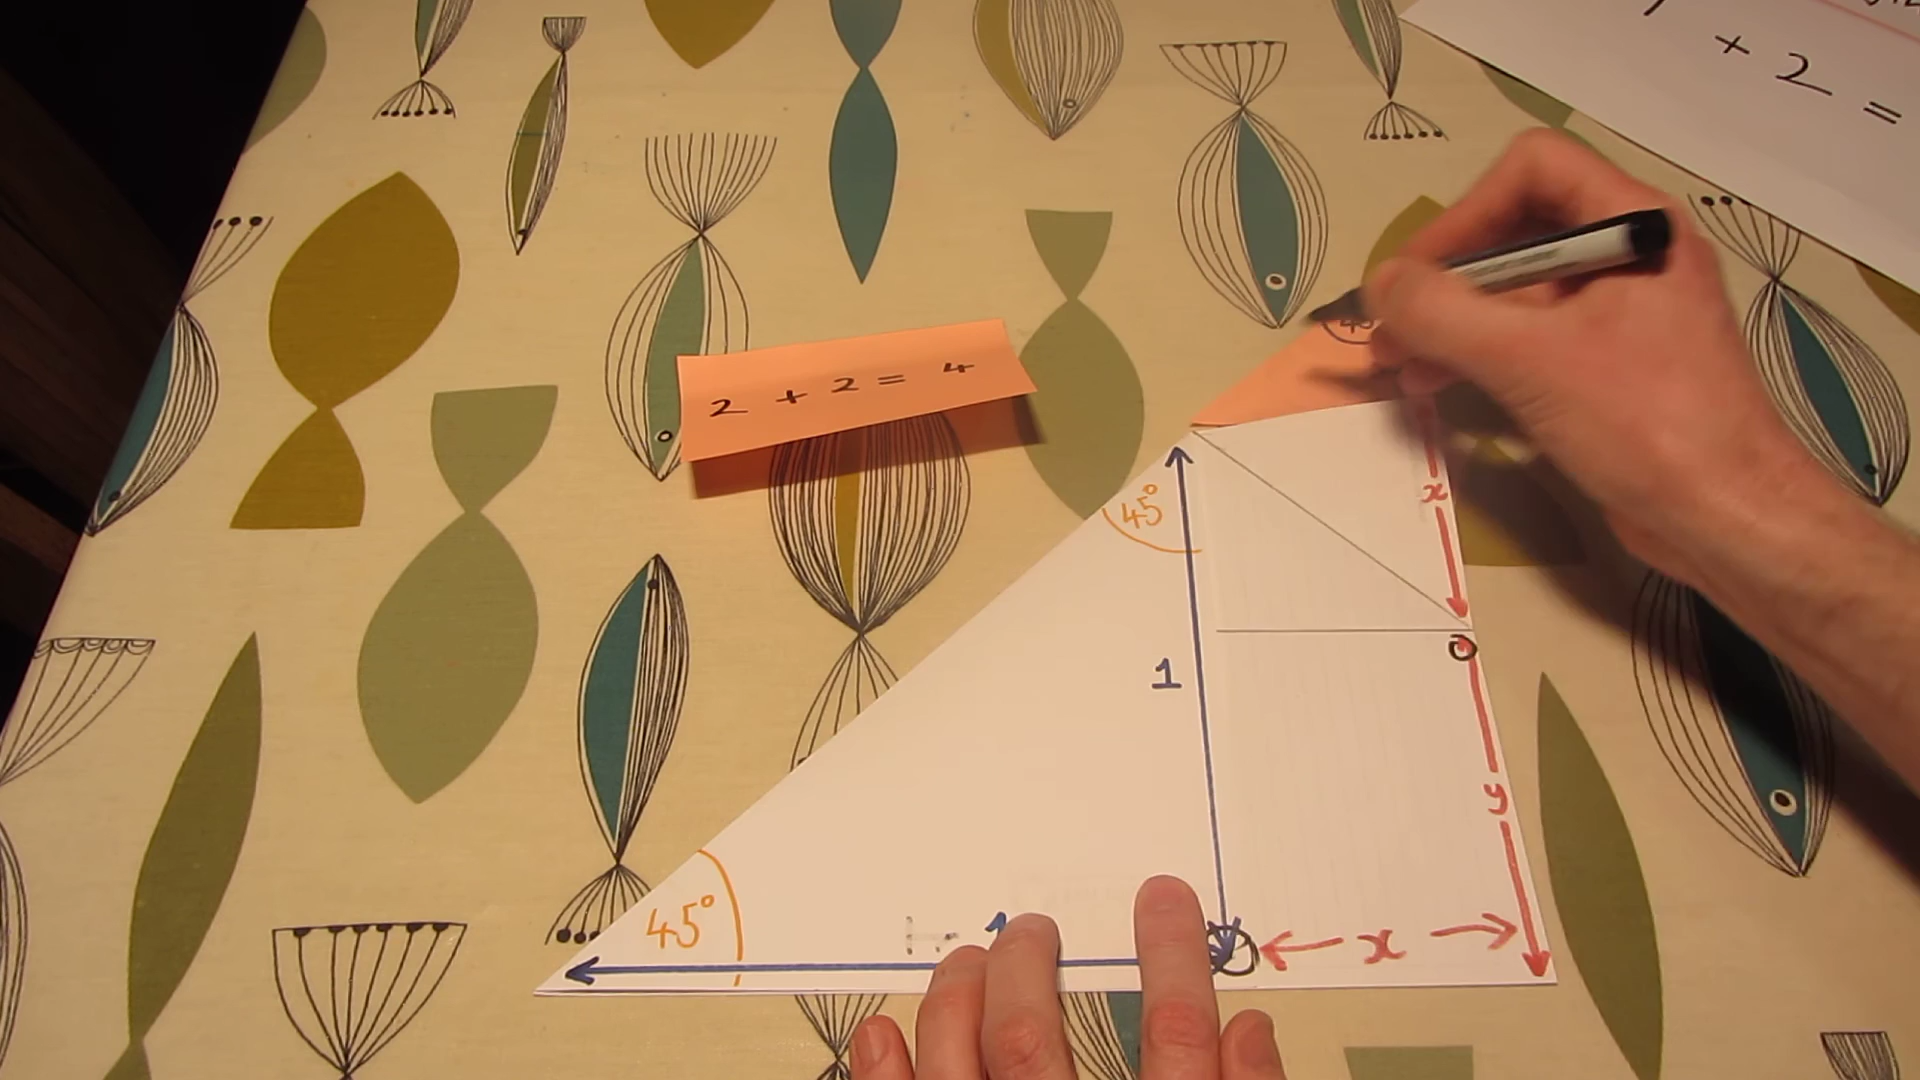 + 2 =
2 + 2 = 4
45°
x
1
y
45°
x